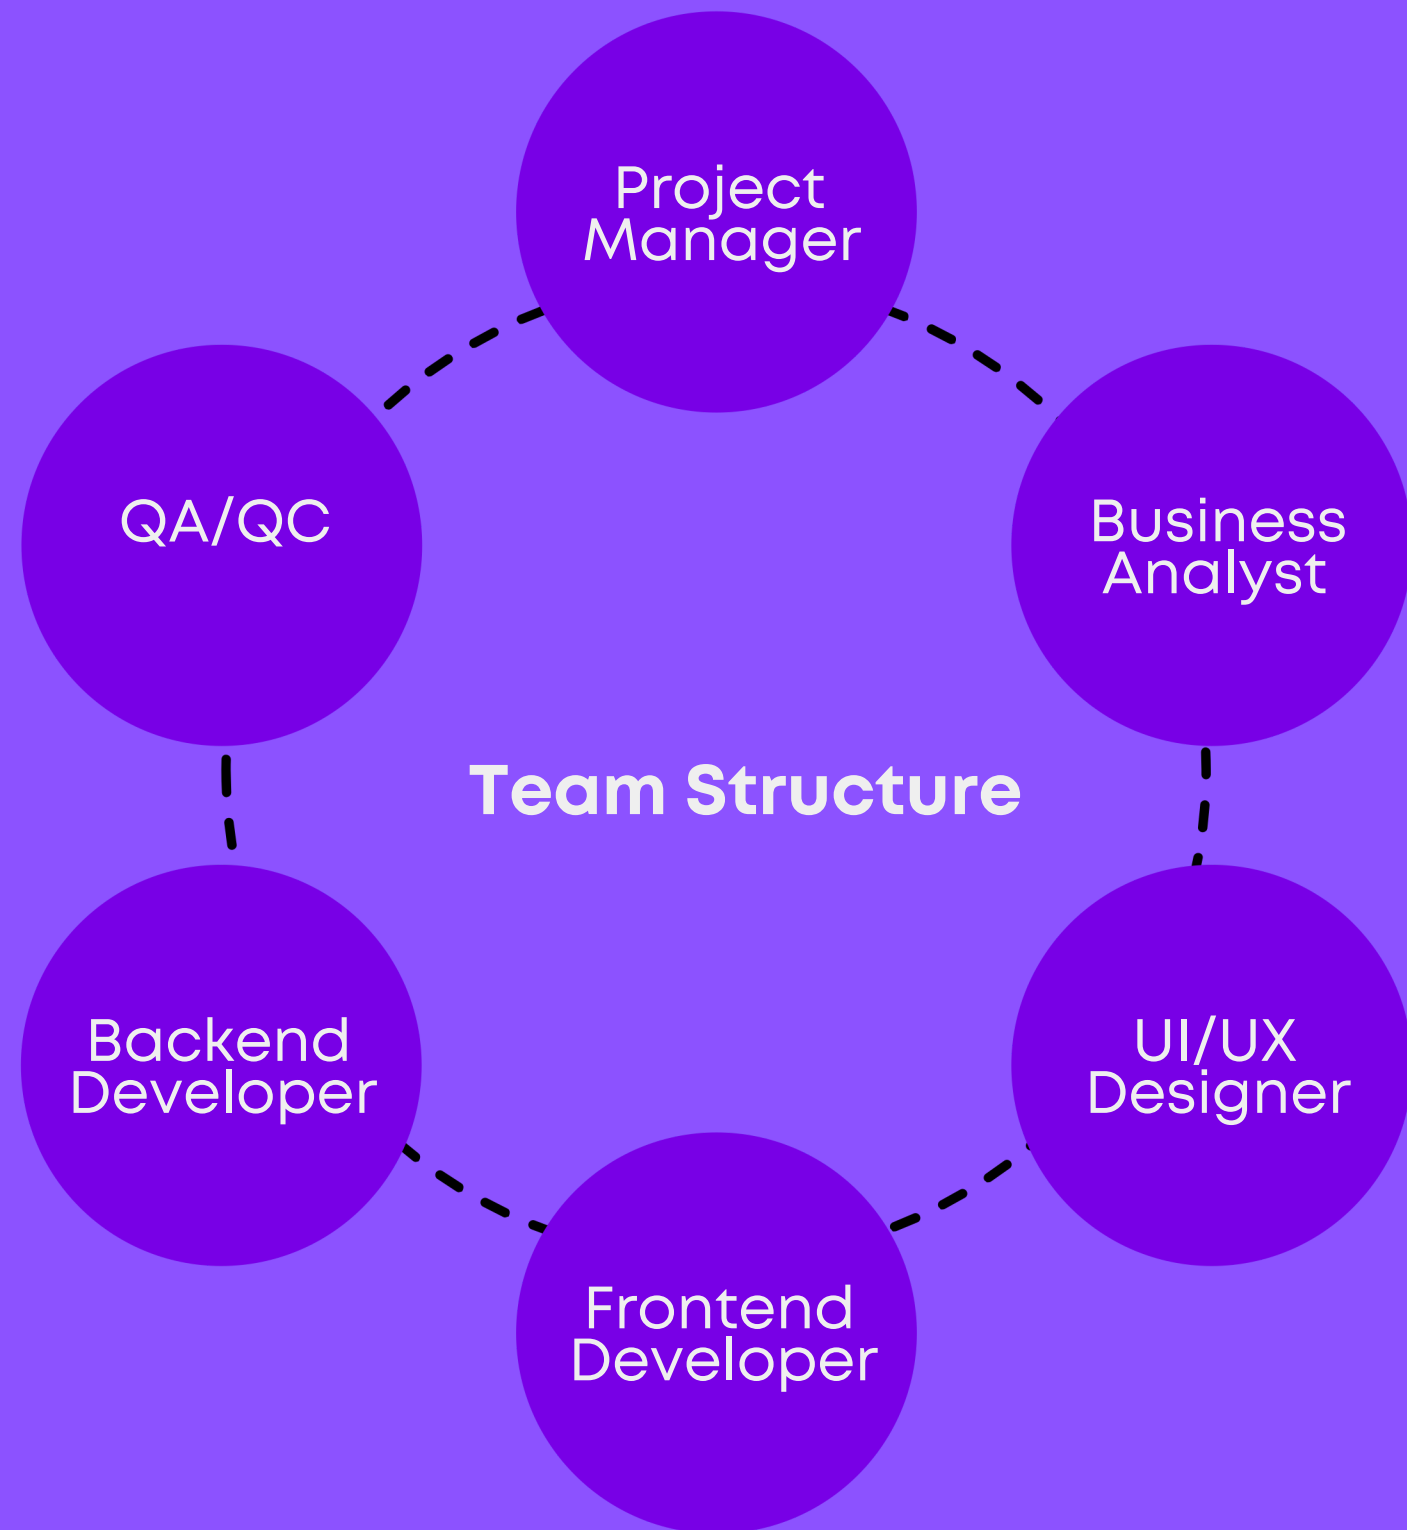 Project
Manager
QA/QC
Business
Analyst
Team Structure
Backend
Developer
UI/UX
Designer
Frontend
Developer